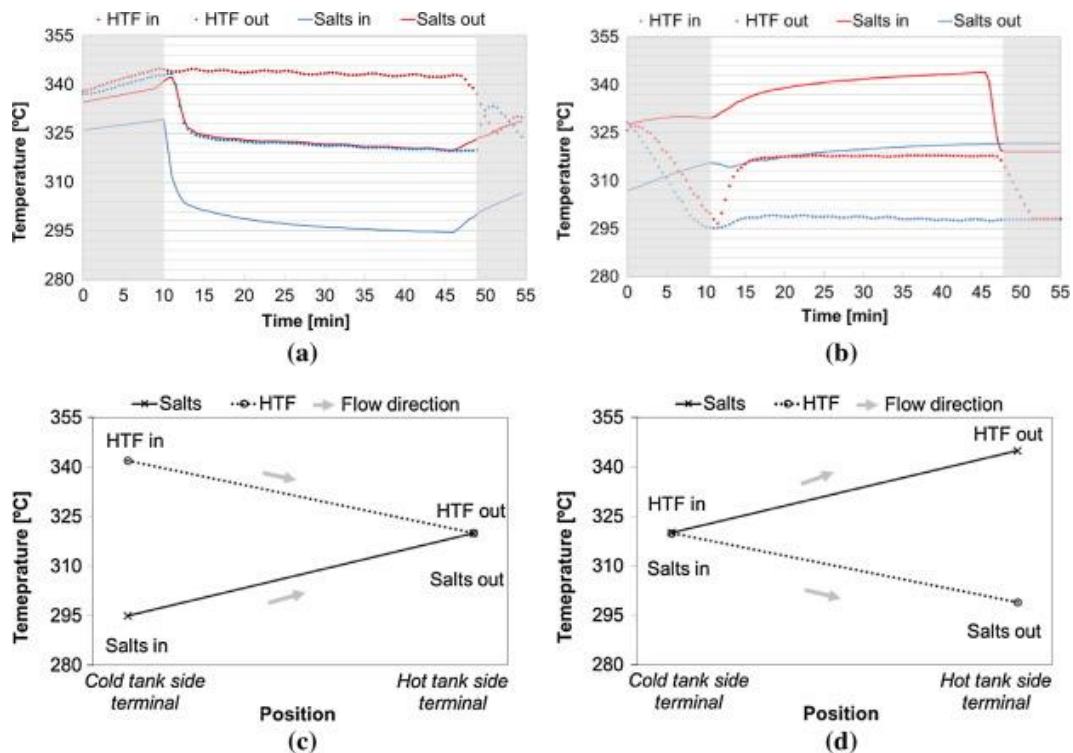 HTF in HTF out Salts in Salts out
Temperature [ºC]
355
340
325
310
295
280
0 5 10 15 20 25 30 35 40 45 50 55
Time [min]
(a)
HTF in HTF out Salts in Salts out
Temperature [ºC]
355
340
325
310
295
280
0 5 10 15 20 25 30 35 40 45 50 55
Time [min]
(b)
Salts HTF Flow direction
Temeprature [ºC]
355
340
325
310
295
280
HTF in
HTF out
Salts out
Salts in
Cold tank side
terminal
Hot tank side
terminal
Position
(c)
Salts HTF Flow direction
Temeprature [ºC]
355
340
325
310
295
280
HTF out
HTF in
Salts in
Salts out
Cold tank side
terminal
Hot tank side
terminal
Position
(d)